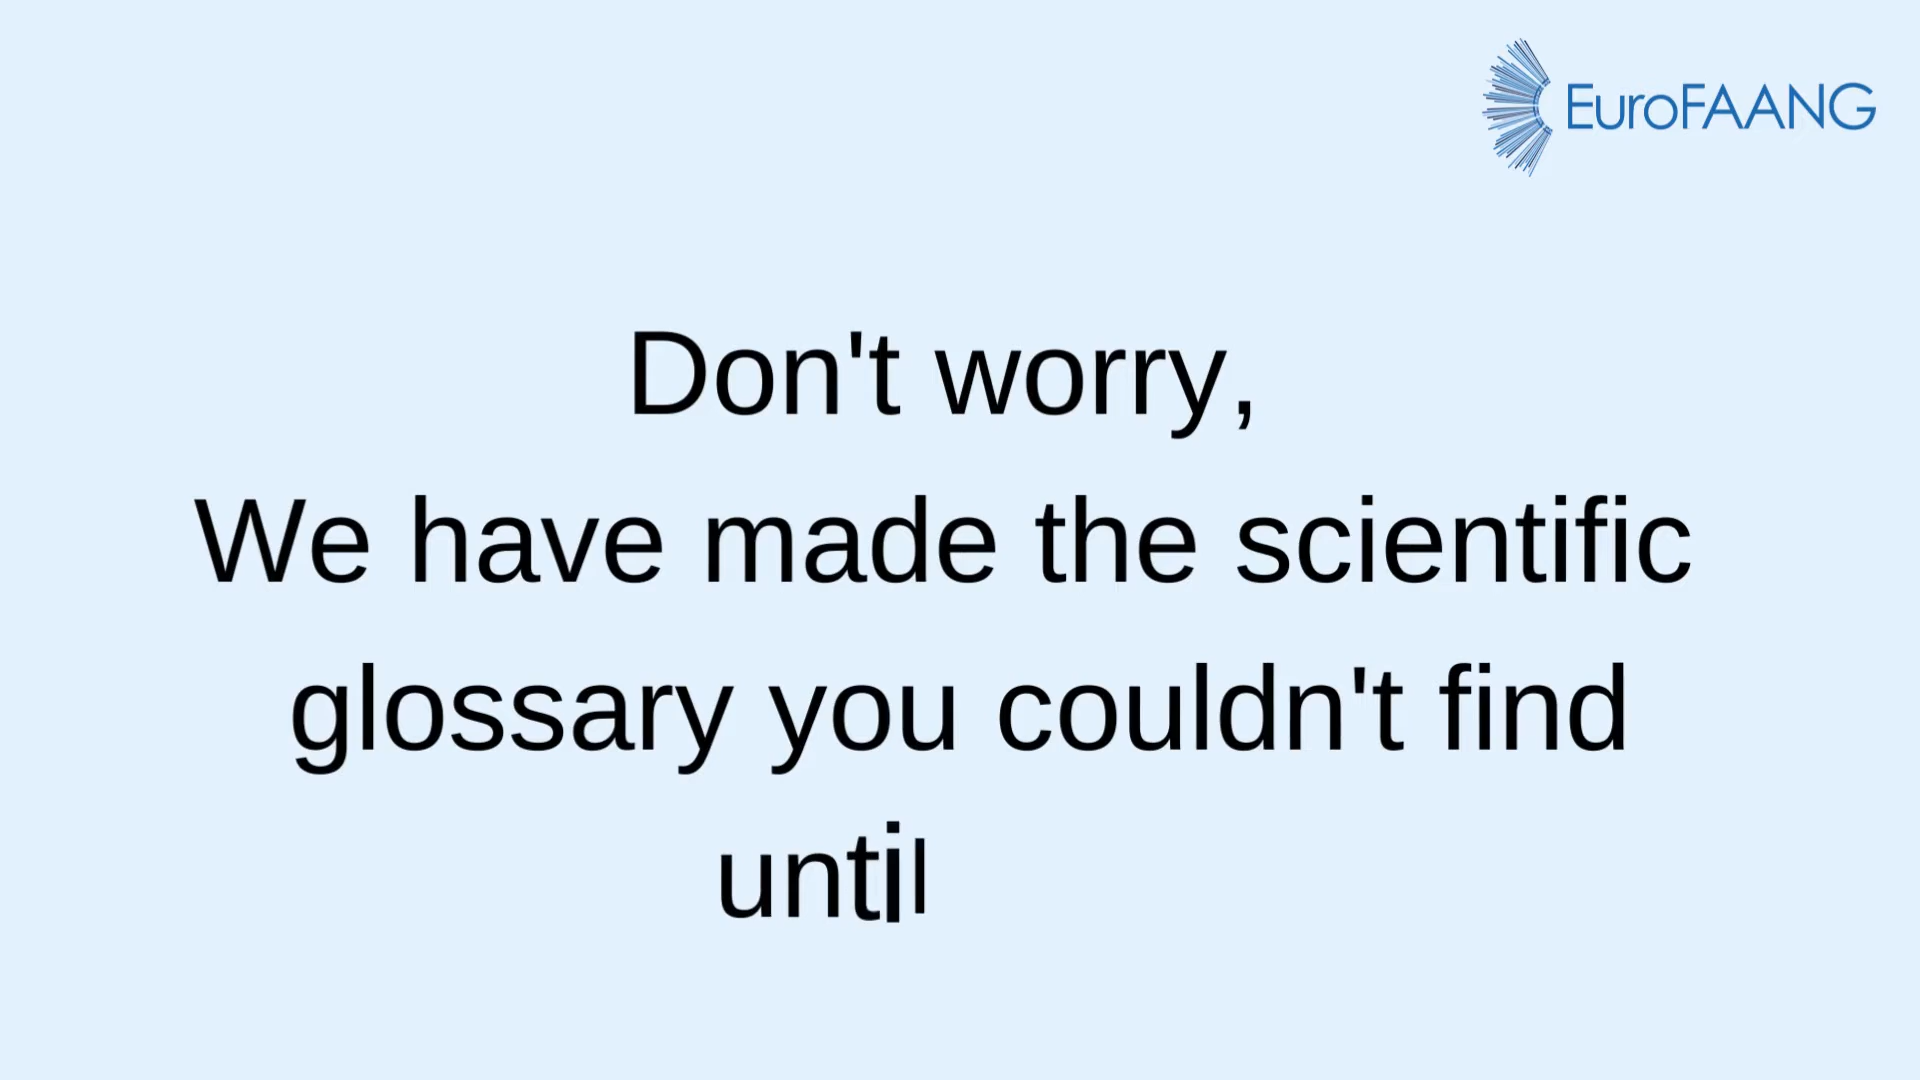 EuroFAANG
Don't worry,
We have made the scientific
glossary you couldn't find
until